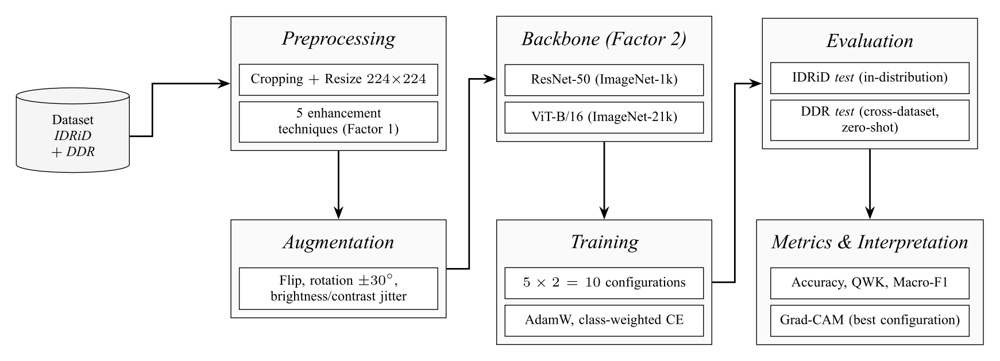 Dataset
IDRiD
+ DDR
Preprocessing
Cropping + Resize 224×224
5 enhancement
techniques (Factor 1)
Augmentation
Flip, rotation ±30°,
brightness/contrast jitter
Backbone (Factor 2)
ResNet-50 (ImageNet-1k)
ViT-B/16 (ImageNet-21k)
Training
5 × 2 = 10 configurations
AdamW, class-weighted CE
Evaluation
IDRiD test (in-distribution)
DDR test (cross-dataset,
zero-shot)
Metrics & Interpretation
Accuracy, QWK, Macro-F1
Grad-CAM (best configuration)